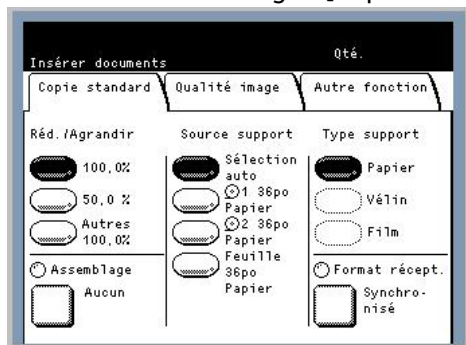 Insérer documents
Qté.
Copie standard
Qualité image
Autre fonction
Réd./Agrandir
100,0%
50,0 %
Autres
100,0%
Assemblage
Aucun
Source support
Sélection
auto
1 36po
Papier
2 36po
Papier
Feuille
36po
Papier
Type support
Papier
Vélin
Film
Format récept.
Synchro-
nisé